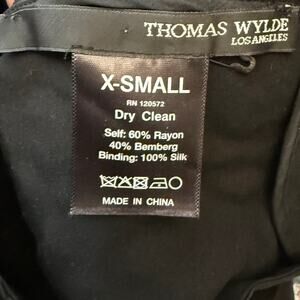 THOMAS WYLDE
LOS ANGELES
X-SMALL
RN 120572
Dry Clean
Self: 60% Rayon
40% Bemberg
Binding: 100% Silk
MADE IN CHINA